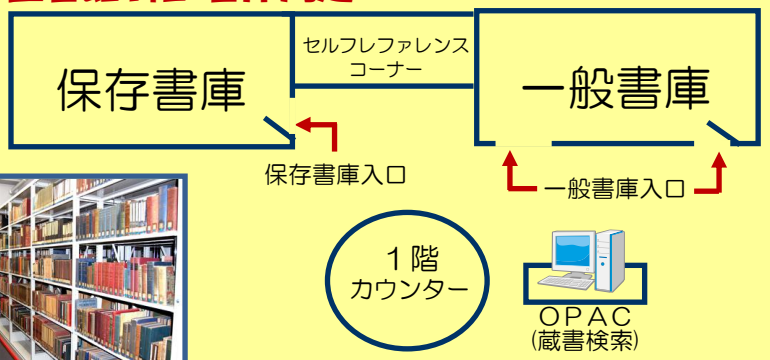 セルフレファレンス
コーナー
保存書庫
一般書庫
保存書庫入口
一般書庫入口
1階
カウンター
OPAC
(蔵書検索)